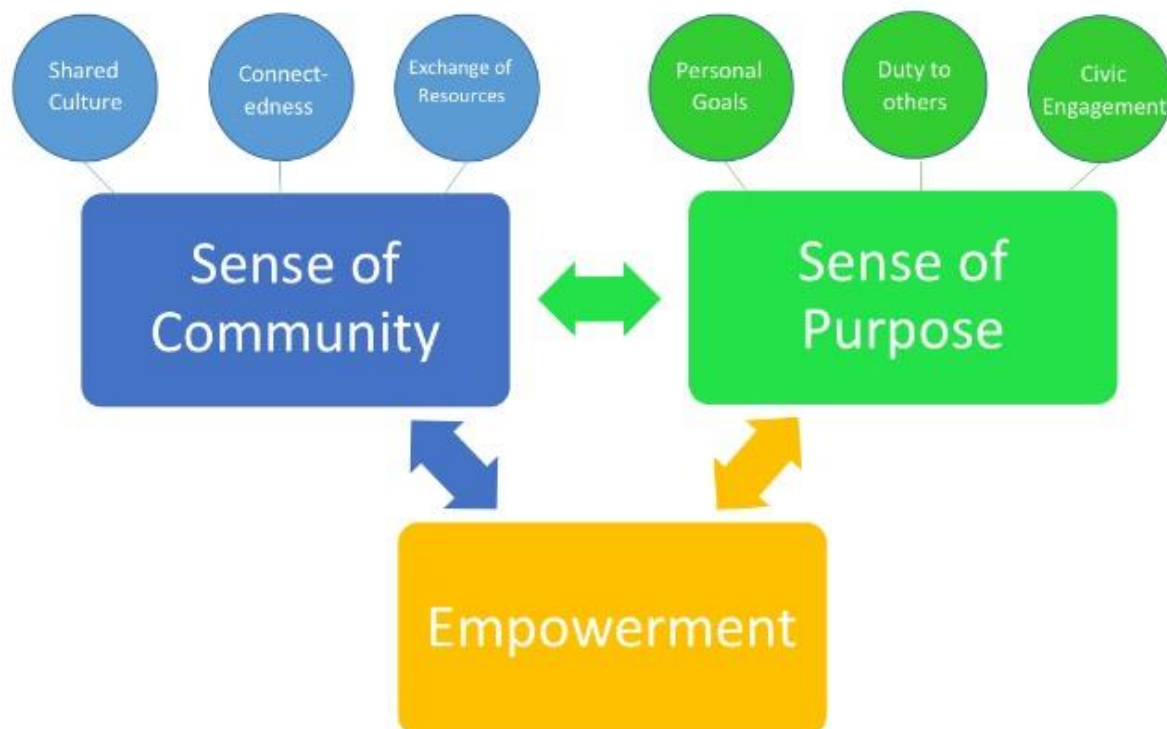 Shared
Culture
Connect-
edness
Exchange of
Resources
Personal
Goals
Duty to
others
Civic
Engagement
Sense of
Community
Sense of
Purpose
Empowerment